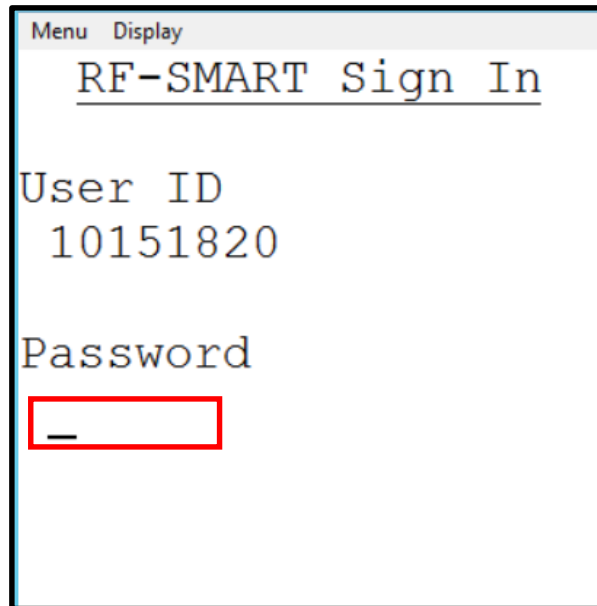 Menu Display
RF-SMART Sign In
User ID
10151820
Password
_